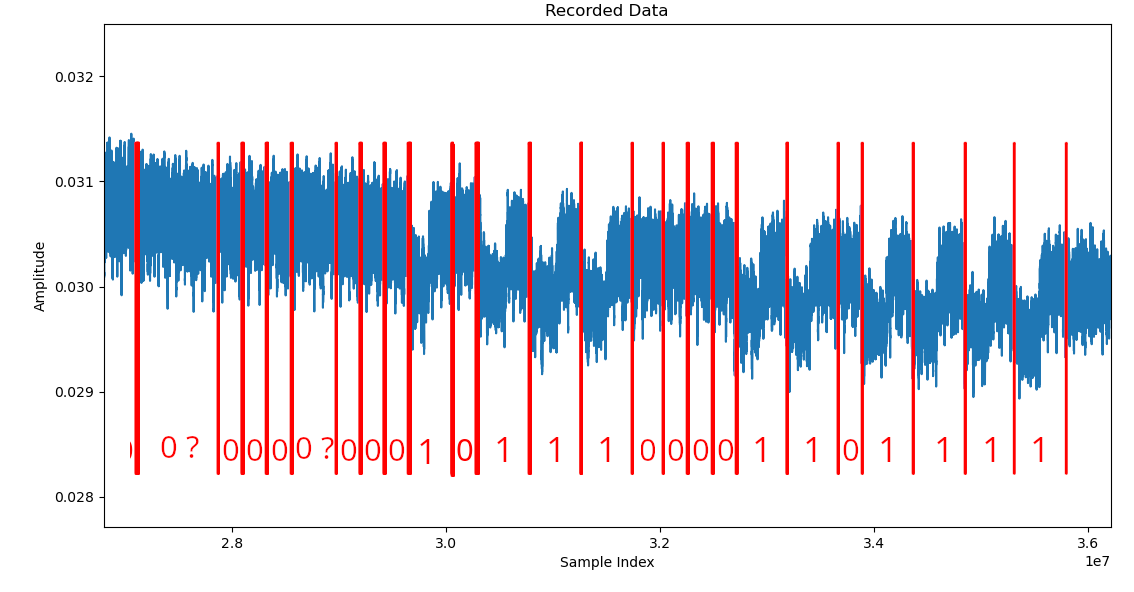 Recorded Data
0.032
0.031
0.030
0.029
0.028
Amplitude
0 ? 0 0 0 0 ? 0 0 0 1 0 1 1 1 0 0 0 0 1 1 0 1 1 1 1
2.8 3.0 3.2 3.4 3.6
1e7
Sample Index